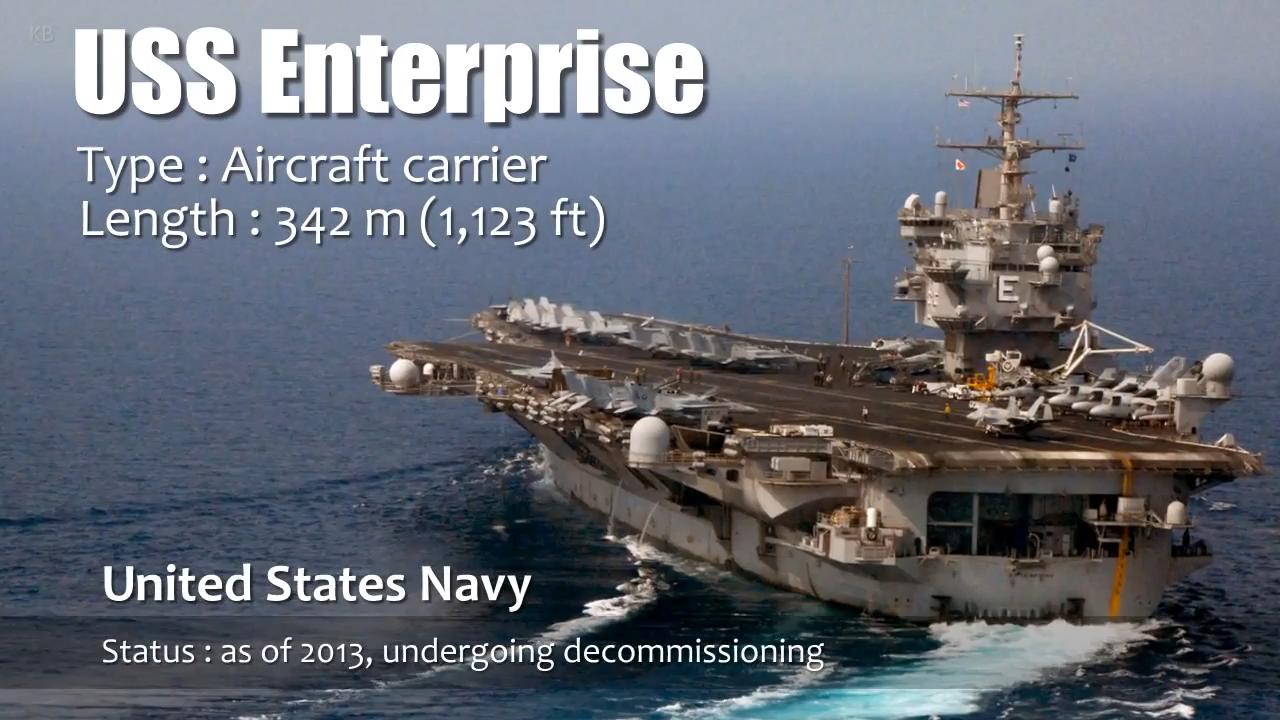 KB
USS Enterprise
Type : Aircraft carrier
Length : 342 m (1,123 ft)
E
United States Navy
Status : as of 2013, undergoing decommissioning